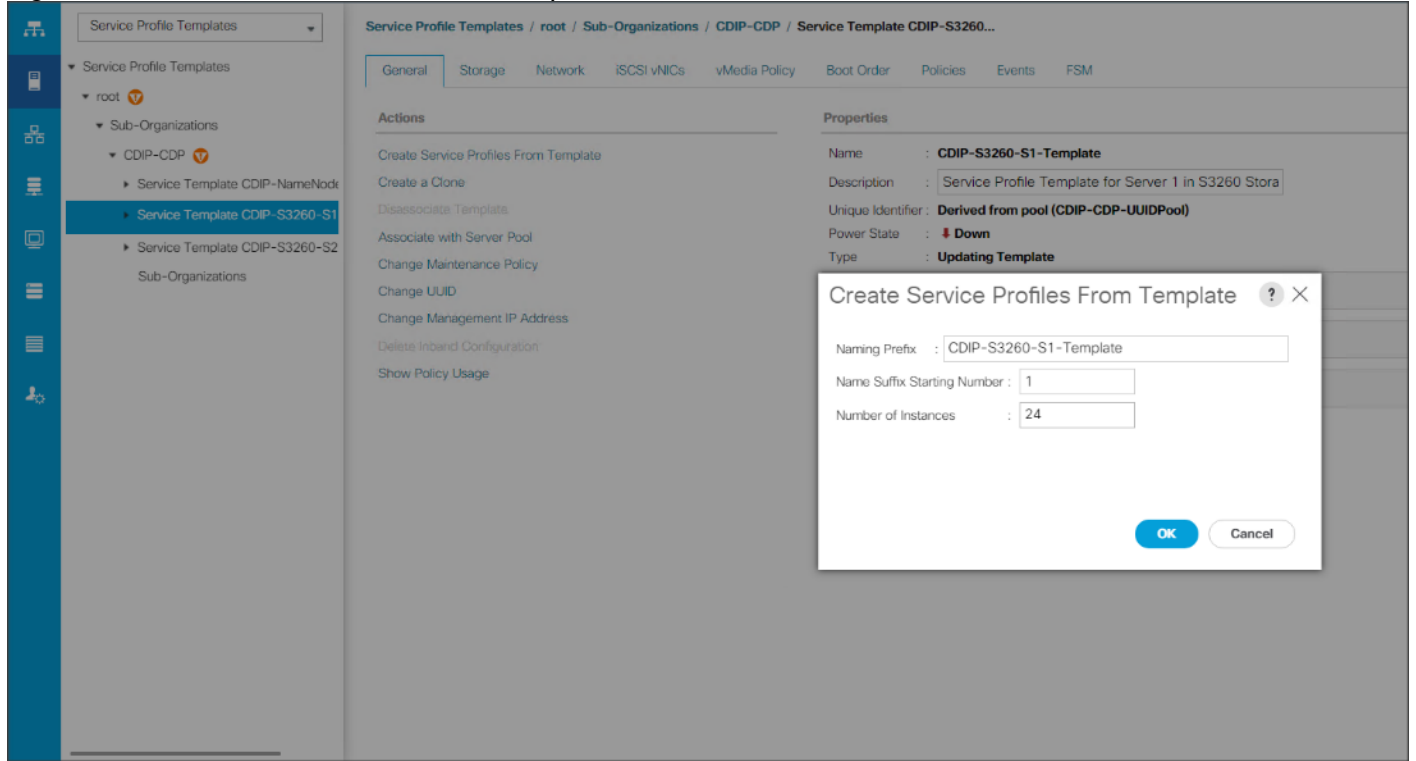 Service Profile Templates
Service Profile Templates
root
Sub-Organizations
CDIP-CDP
Service Template CDIP-NameNode
Service Template CDIP-S3260-S1
Service Template CDIP-S3260-S2
Sub-Organizations
Service Profile Templates / root / Sub-Organizations / CDIP-CDP / Service Template CDIP-S3260...
General Storage Network iSCSI vNICs vMedia Policy Boot Order Policies Events FSM
Actions
Create Service Profiles From Template
Create a Clone
Disassociate Template
Associate with Server Pool
Change Maintenance Policy
Change UUID
Change Management IP Address
Delete Inband Configuration
Show Policy Usage
Properties
Name : CDIP-S3260-S1-Template
Description : Service Profile Template for Server 1 in S3260 Stora
Unique Identifier : Derived from pool (CDIP-CDP-UUIDPool)
Power State : Down
Type : Updating Template
Create Service Profiles From Template ?
Naming Prefix : CDIP-S3260-S1-Template
Name Suffix Starting Number : 1
Number of Instances : 24
OK Cancel